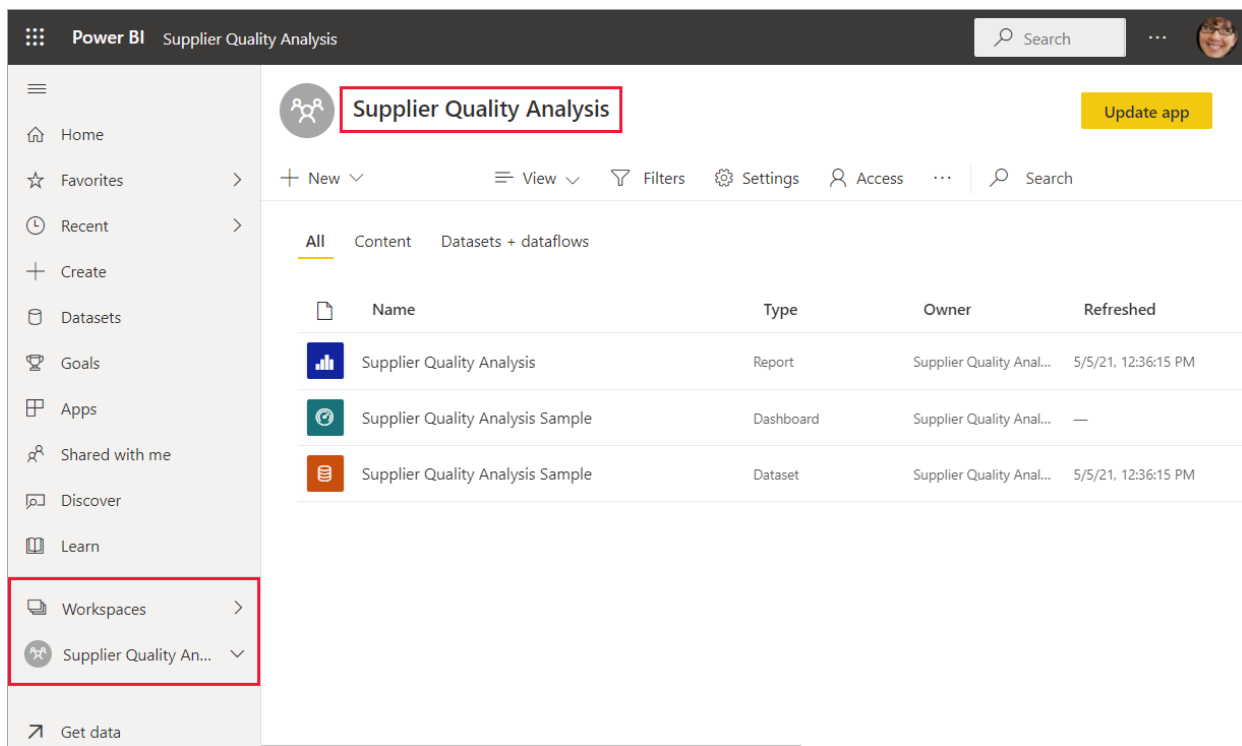 Power BI Supplier Quality Analysis Search ...
Supplier Quality Analysis Update app
New View Filters Settings Access ... Search
Home
Favorites
Recent
Create
Datasets
Goals
Apps
Shared with me
Discover
Learn
Workspaces
Supplier Quality An...
Get data
All Content Datasets + dataflows
Name Type Owner Refreshed
Supplier Quality Analysis Report Supplier Quality Anal... 5/5/21, 12:36:15 PM
Supplier Quality Analysis Sample Dashboard Supplier Quality Anal... —
Supplier Quality Analysis Sample Dataset Supplier Quality Anal... 5/5/21, 12:36:15 PM